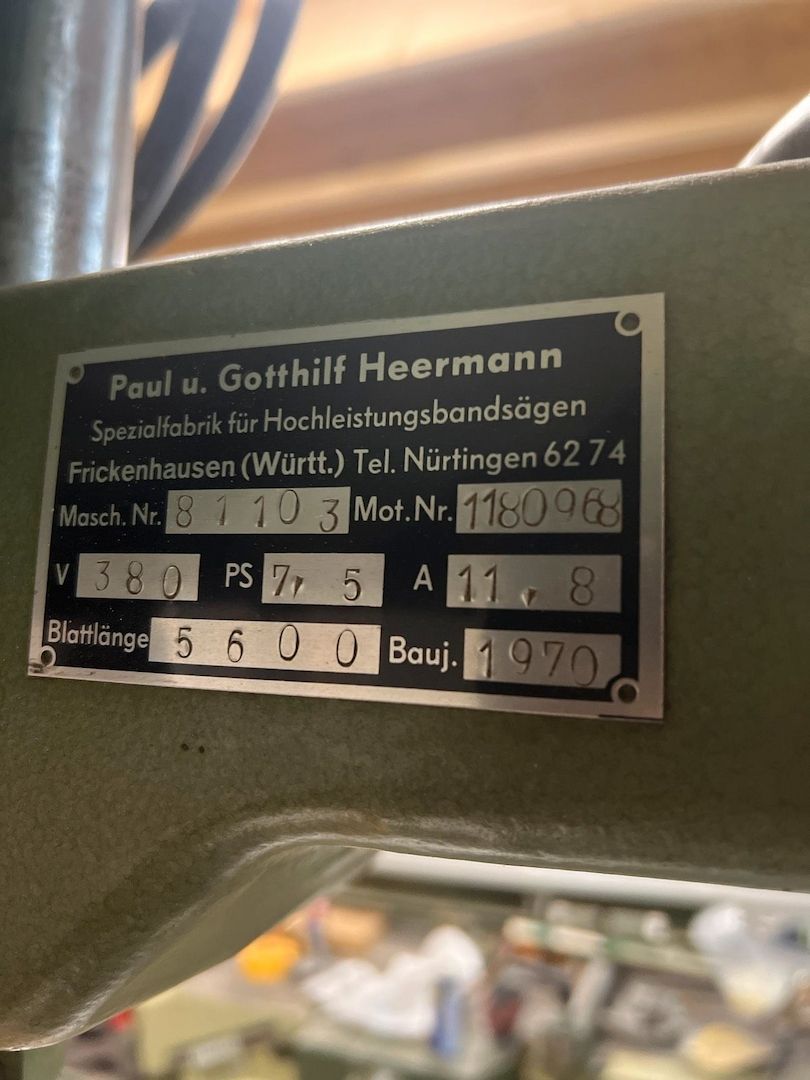 Paul u. Gotthilf Heermann
Spezialfabrik für Hochleistungsbandsägen
Frickenhausen (Württ.) Tel. Nürtingen 6274
Masch. Nr. 81103 Mot.Nr. 1180968
V 380 PS 7,5 A 11,8
Blattlänge 5600 Bauj. 1970